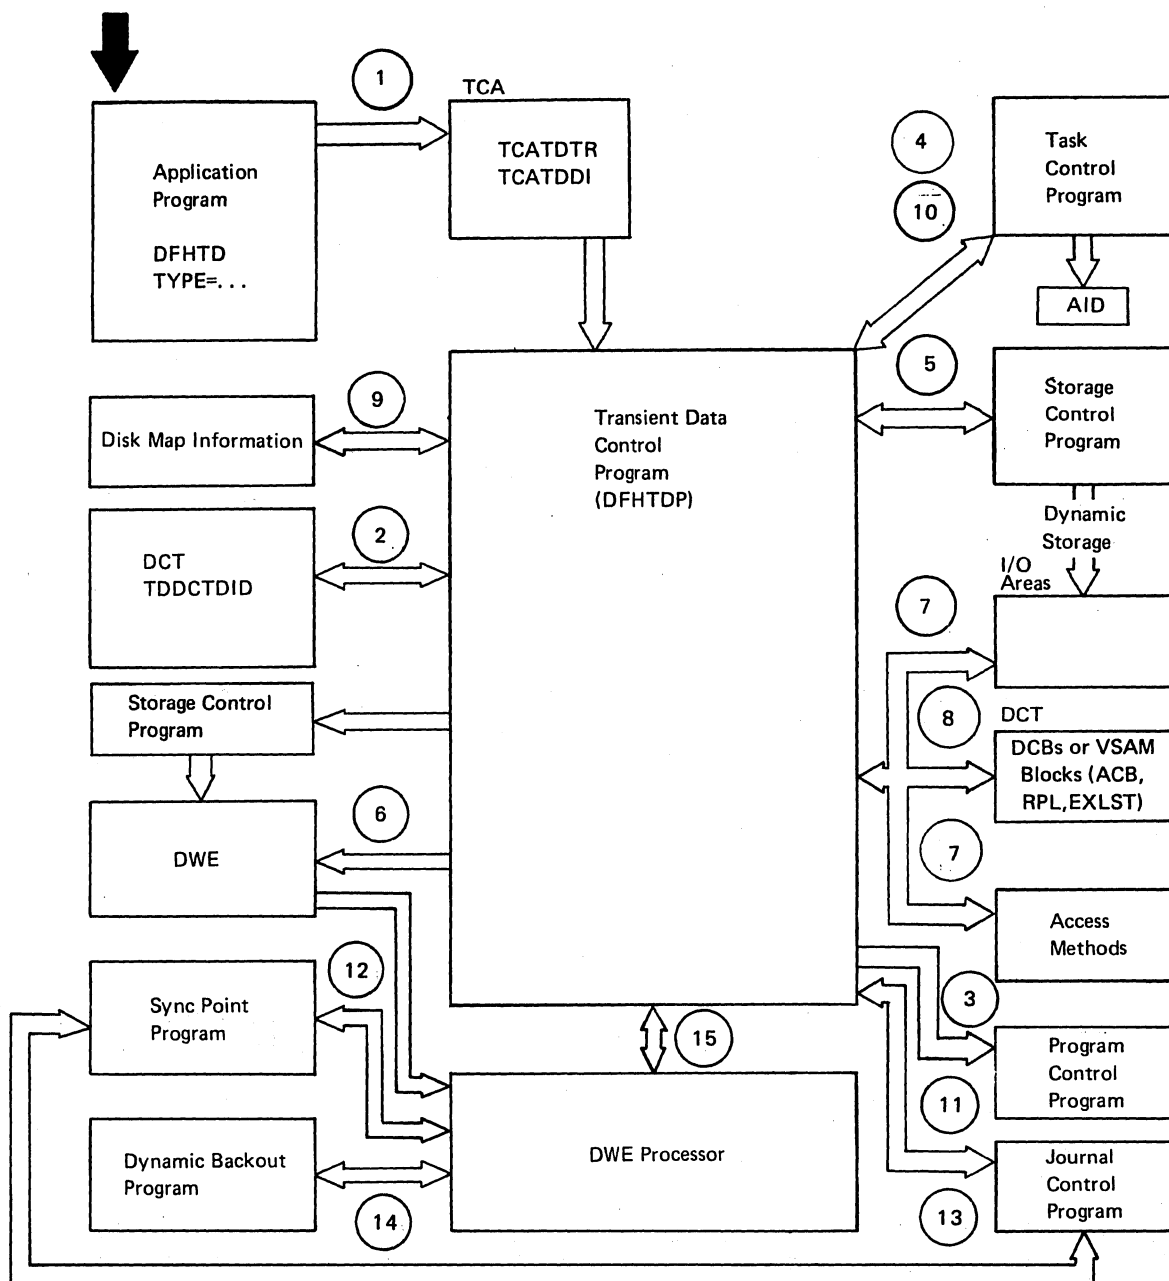 1
TCA
Application
Program
DFHTD
TYPE=...
TCATDTR
TCATDDI
4
10
Task
Control
Program
AID
5
Storage
Control
Program
Dynamic
Storage
I/O
Areas
9
Disk Map Information
Transient Data
Control
Program
(DFHTDP)
2
DCT
TDDCTDID
7
Storage Control
Program
8
DCT
DCBs or VSAM
Blocks (ACB,
RPL,EXLST)
6
DWE
7
Access
Methods
12
Sync Point
Program
3
15
Program
Control
Program
11
Dynamic Backout
Program
DWE Processor
Journal
Control
Program
14
13